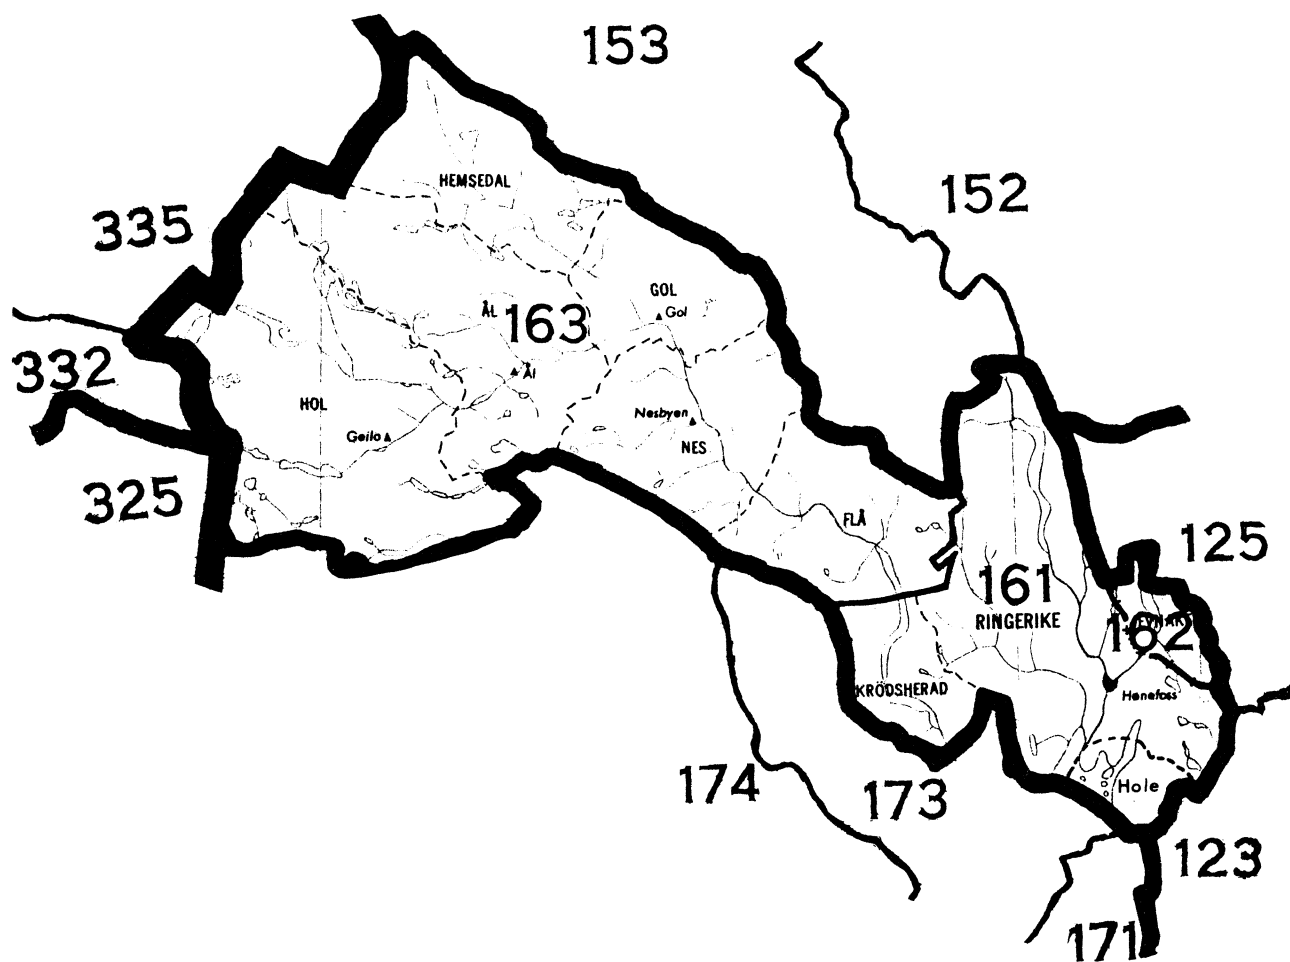 153
HEMSEDAL
152
335
GOL
Gol
ÅL
163
332
Ål
HOL
Nesbyen
Geilo
NES
325
FLÅ
125
161
RINGERIKE
162
KRÖDSHERAD
Hønefoss
174
173
Hole
123
171